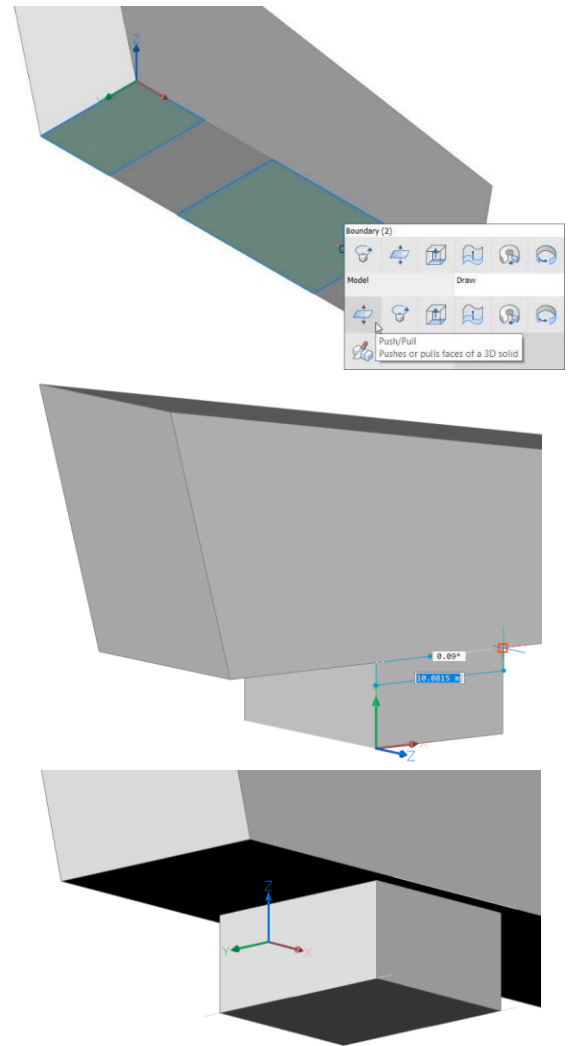 Z
Boundary (2)
Model Draw
Push/Pull
Pushes or pulls faces of a 3D solid
0.09°
10.0815 m
X
Z
Z
Y X